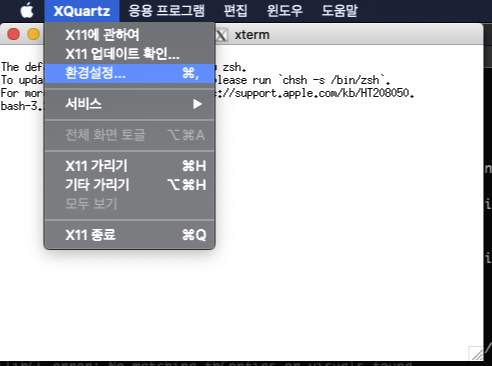 XQuartz 응용 프로그램 편집 윈도우 도움말
xterm
X11에 관하여
X11 업데이트 확인...
환경설정... ⌘,
서비스 ▶
전체 화면 토글 ⌥⌘A
X11 가리기 ⌘H
기타 가리기 ⌥⌘H
모두 보기
X11 종료 ⌘Q
The def zsh.
To upda lease run `chsh -s /bin/zsh`.
For mor ://support.apple.com/kb/HT208050.
bash-3.